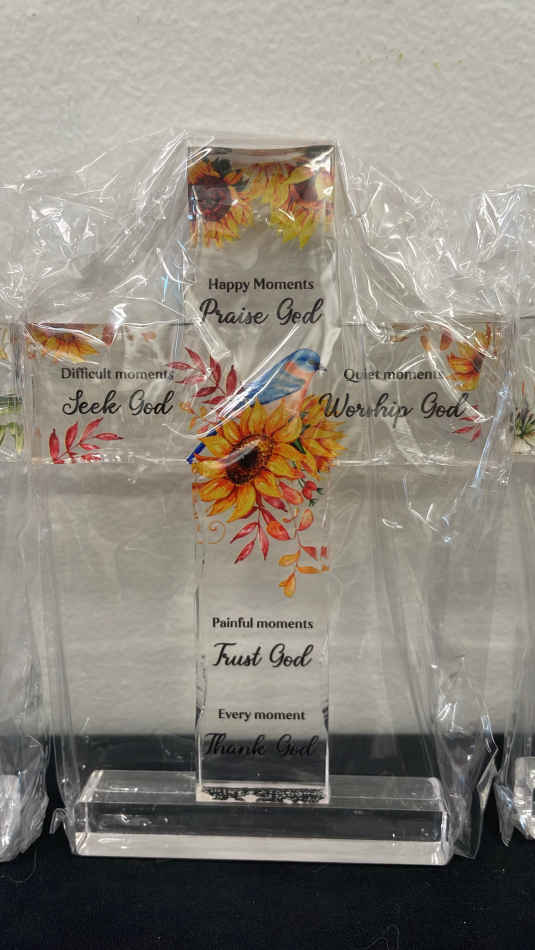 Happy Moments
Praise God
Difficult moments
Seek God
Quiet moments
Worship God
Painful moments
Trust God
Every moment
Thank God